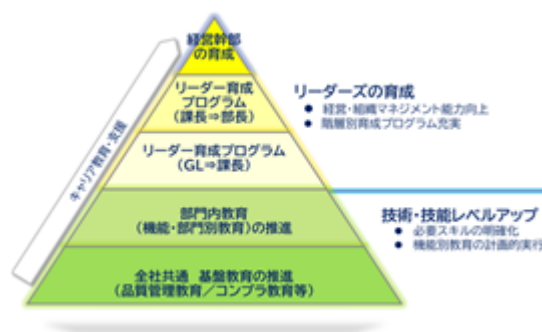 経営幹部
の育成
リーダー育成
プログラム
(課長⇒部長)
リーダー育成プログラム
(GL⇒課長)
部門内教育
(機能・部門別教育)の推進
全社共通 基盤教育の推進
(品質管理教育/コンプラ教育等)
キャリア教育・支援
リーダーズの育成
● 経営・組織マネジメント能力向上
● 階層別育成プログラム充実
技術・技能レベルアップ
● 必要スキルの明確化
● 機能別教育の計画的実行